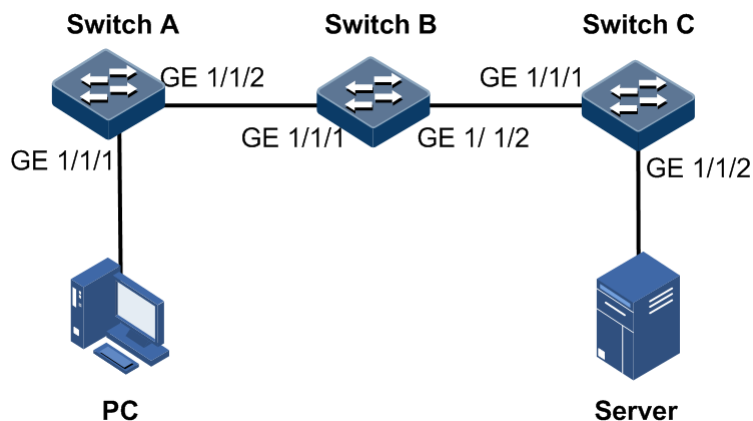 Switch A
Switch B
Switch C
GE 1/1/2
GE 1/1/1
GE 1/1/1
GE 1/ 1/2
GE 1/1/1
GE 1/1/2
PC
Server